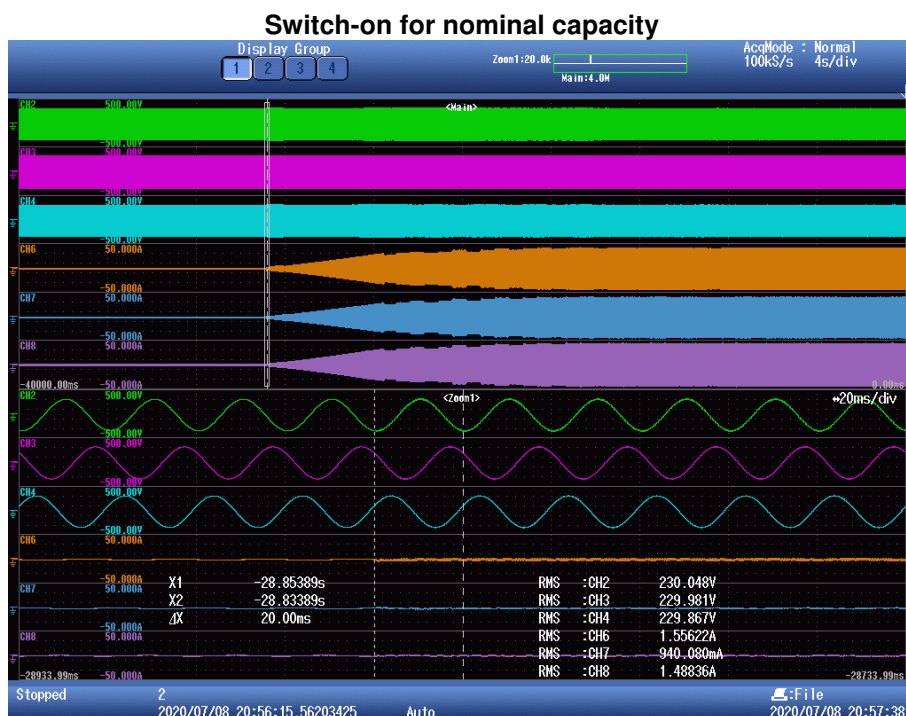 Switch-on for nominal capacity
Display Group
1 2 3 4
Zoom1:20.0k
Main:4.0M
AcqMode : Normal
100kS/s 4s/div
<Main>
CH2 500.00V
-500.00V
CH3 500.00V
-500.00V
CH4 500.00V
-500.00V
CH6 50.000A
-50.000A
CH7 50.000A
-50.000A
CH8 50.000A
-40000.00ms -50.000A 0.00ms
CH2 500.00V <Zoom1> ↔20ms/div
-500.00V
CH3 500.00V
-500.00V
CH4 500.00V
-500.00V
CH6 50.000A
-50.000A
CH7 50.000A
-50.000A
CH8 50.000A
-28933.99ms -50.000A -28733.99ms
X1 -28.85389s
X2 -28.83389s
ΔX 20.00ms
RMS :CH2 230.048V
RMS :CH3 229.981V
RMS :CH4 229.867V
RMS :CH6 1.55622A
RMS :CH7 940.080mA
RMS :CH8 1.48836A
Stopped 2 :File
2020/07/08 20:56:15.56203425 Auto 2020/07/08 20:57:38